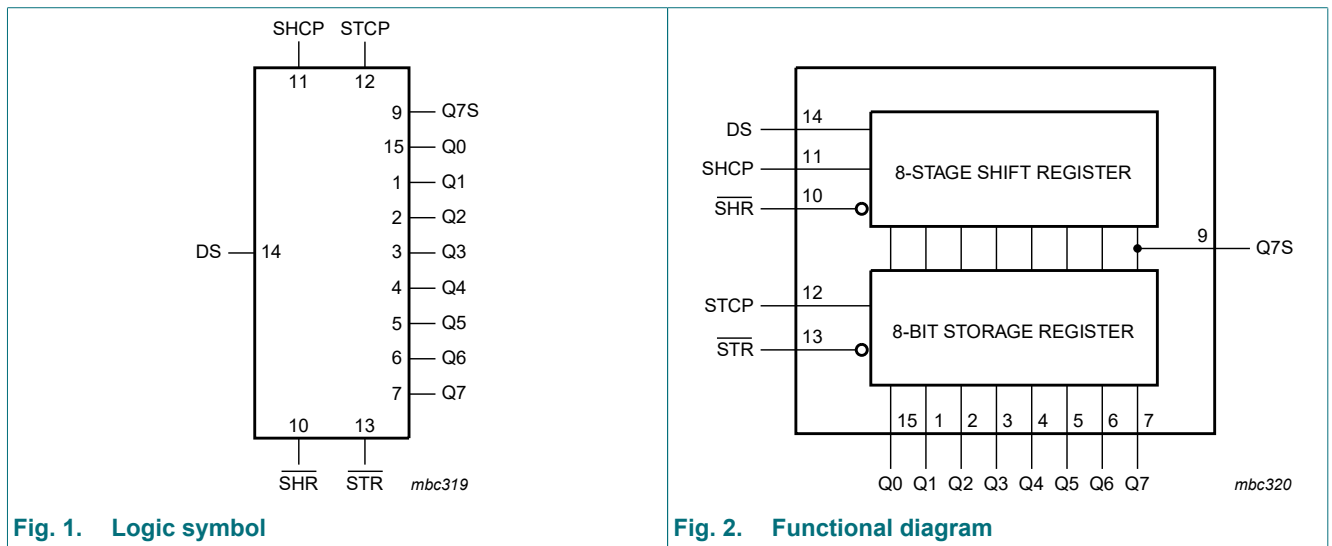 SHCP STCP
11 12
9 Q7S
15 Q0
1 Q1
2 Q2
DS 14 3 Q3
4 Q4
5 Q5
6 Q6
7 Q7
10 13
SHR STR mbc319
Fig. 1. Logic symbol
DS 14
SHCP 11
SHR 10
8-STAGE SHIFT REGISTER
9 Q7S
STCP 12
STR 13
8-BIT STORAGE REGISTER
15 1 2 3 4 5 6 7
Q0 Q1 Q2 Q3 Q4 Q5 Q6 Q7 mbc320
Fig. 2. Functional diagram